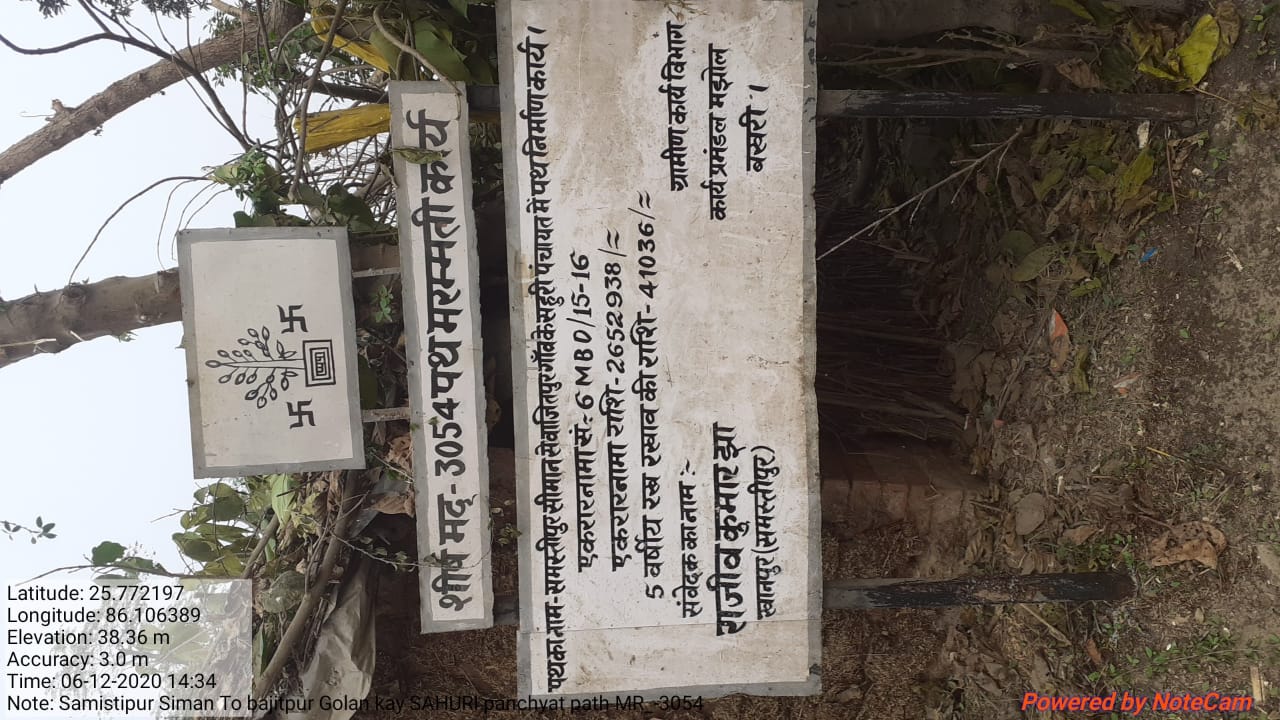 शीर्ष मद्- 3054 पथ मरम्मती कार्य
पथ का नाम- समस्तीपुर सीमान से वाजितपुर गाँव के सहुरी पंचायत में पथ निर्माण कार्य।
एकरारनामा सं:- 6 MBD/15-16
एकरारनामा राशि- 2652938/=
5 वर्षीय रख रखाव की राशि- 41036/=
संवेदक का नाम :-
राजीव कुमार झा
खानपुर (समस्तीपुर)
ग्रामीण कार्य विभाग
कार्य प्रमंडल मझोल
बखरी।
Latitude: 25.772197
Longitude: 86.106389
Elevation: 38.36 m
Accuracy: 3.0 m
Time: 06-12-2020 14:34
Note: Samistipur Siman To bajitpur Golan kay SAHURI panchyat path MR -3054
Powered by NoteCam